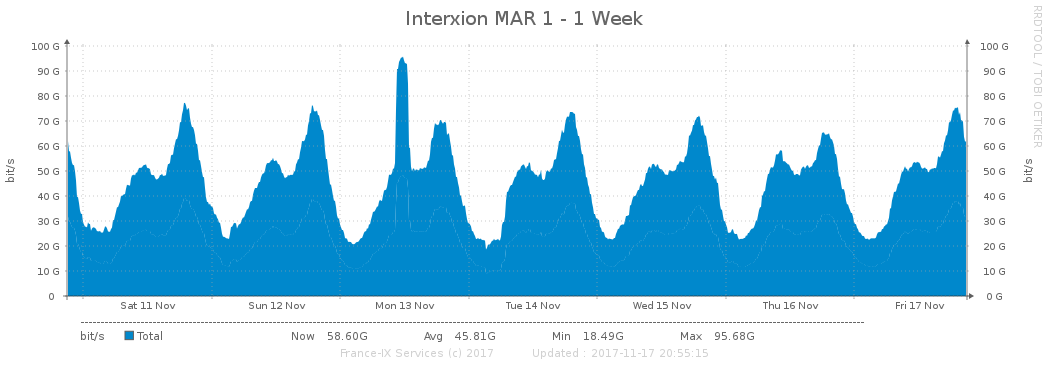 Interxion MAR 1 - 1 Week
RRDTOOL / TOBI OETIKER
100 G 100 G
90 G 90 G
80 G 80 G
70 G 70 G
60 G 60 G
50 G 50 G
40 G 40 G
30 G 30 G
20 G 20 G
10 G 10 G
0 0 G
bit/s
bit/s
Sat 11 Nov Sun 12 Nov Mon 13 Nov Tue 14 Nov Wed 15 Nov Thu 16 Nov Fri 17 Nov
bit/s Total Now 58.60G Avg 45.81G Min 18.49G Max 95.68G
France-IX Services (c) 2017 Updated : 2017-11-17 20:55:15